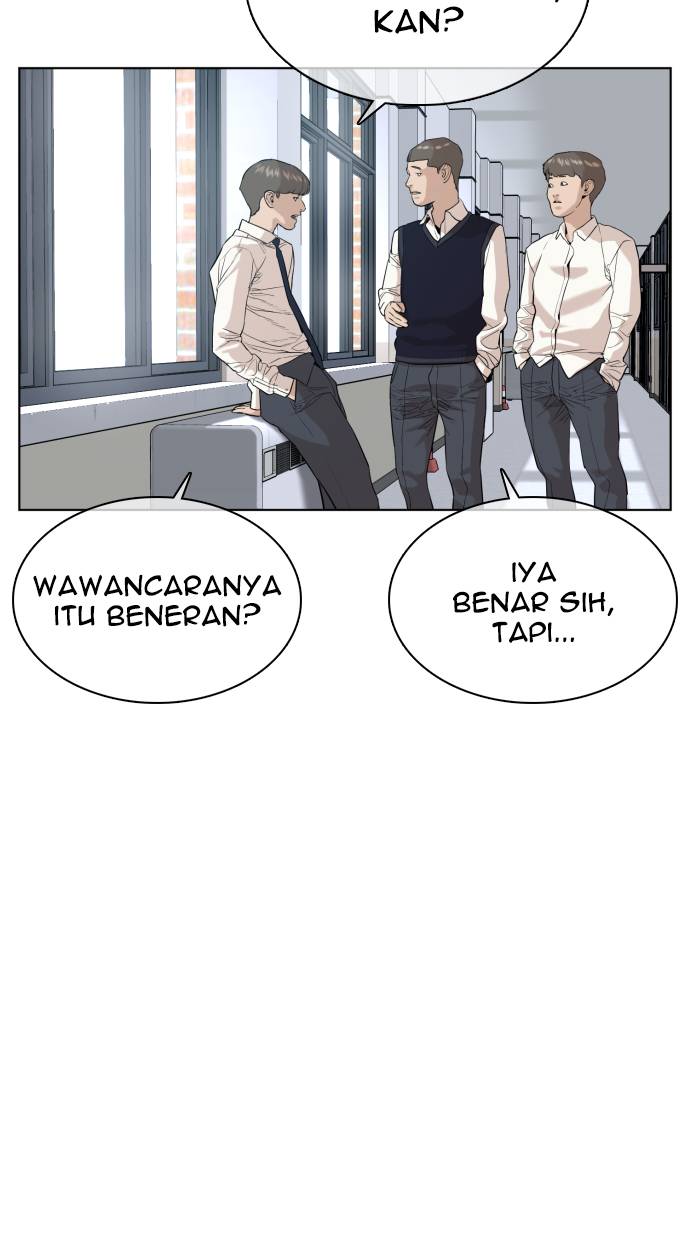 KAN?
WAWANCARANYA
ITU BENERAN?
IYA
BENAR SIH,
TAPI...